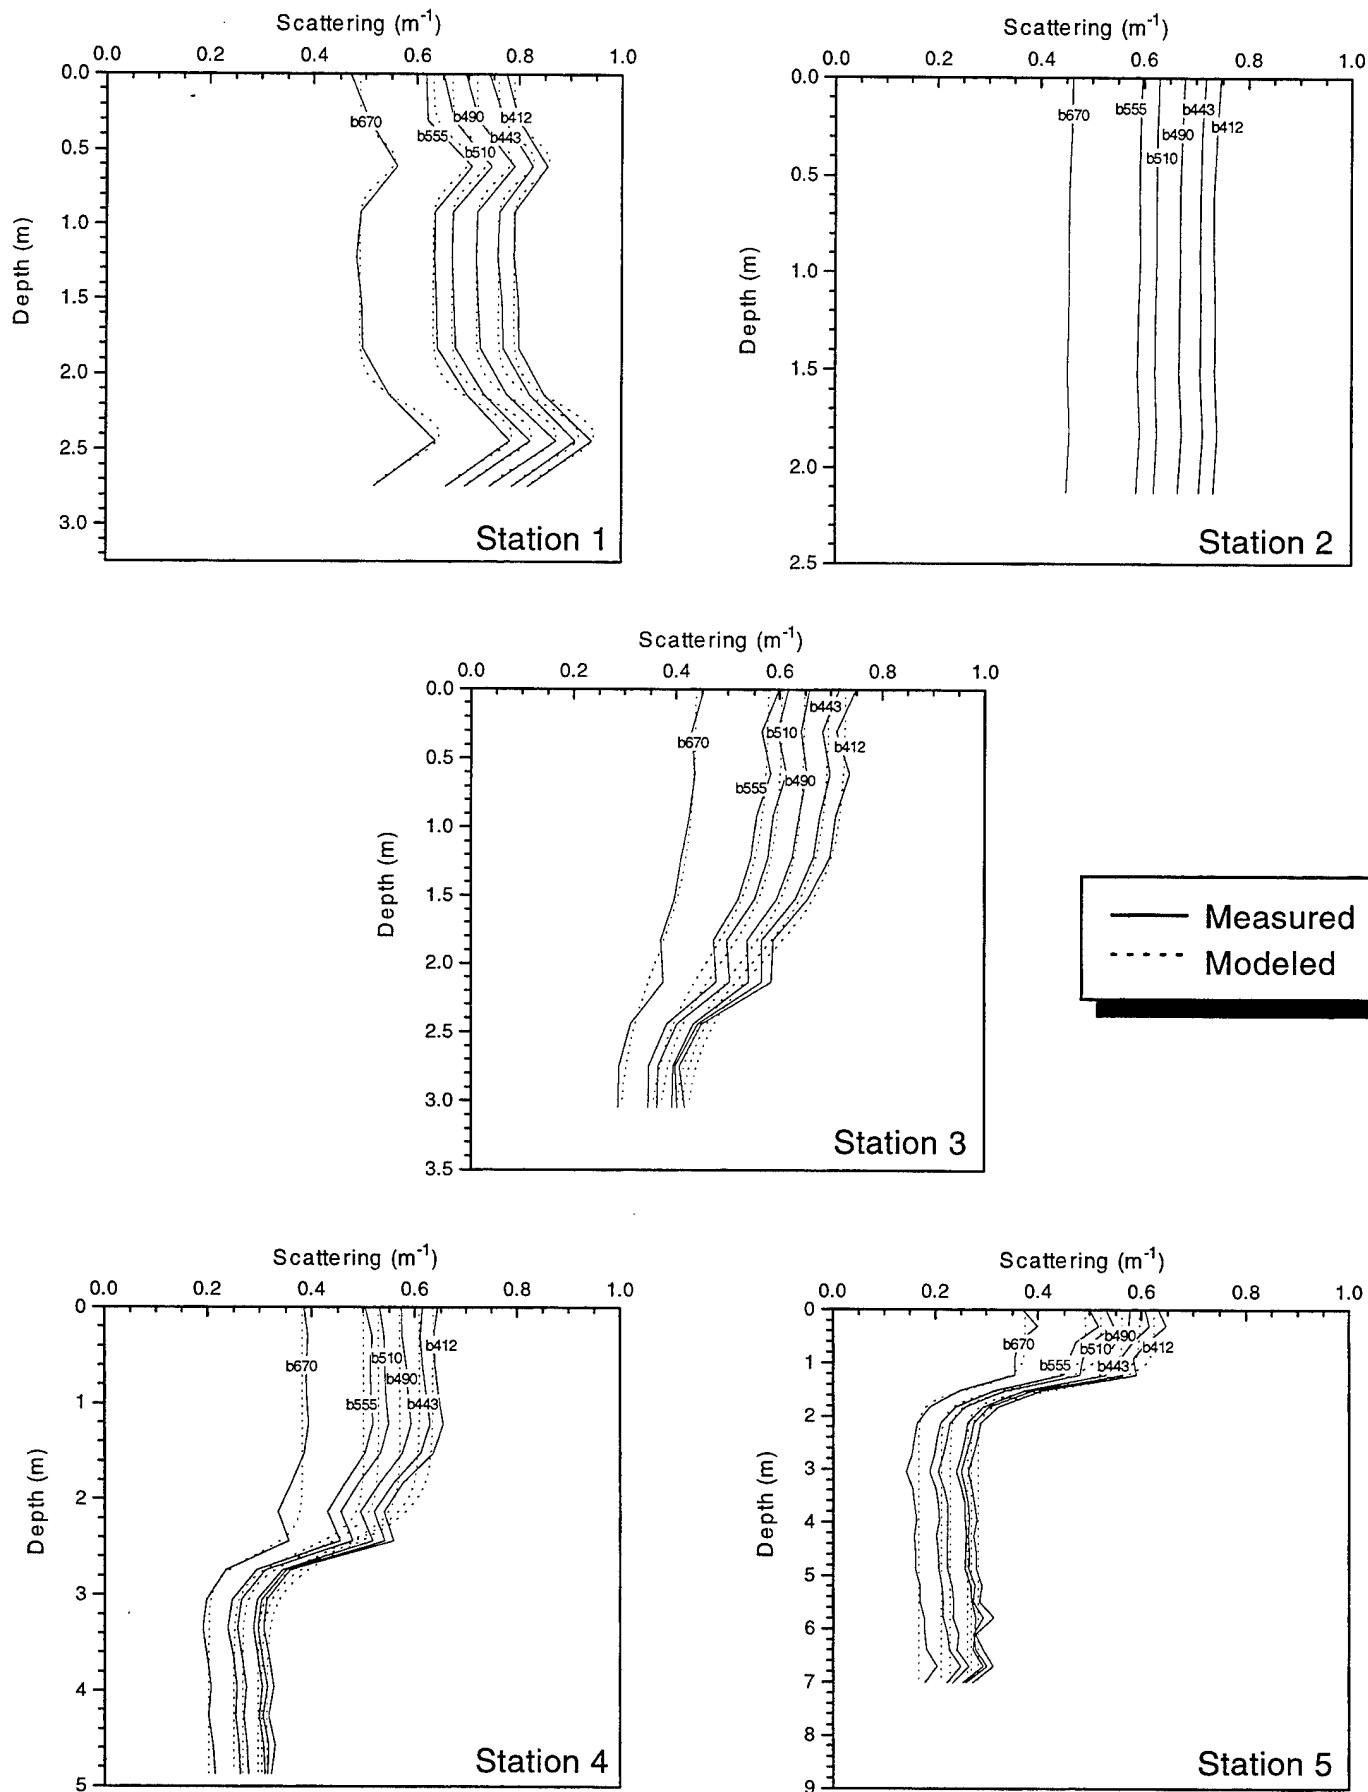 Scattering (m⁻¹)
0.0 0.2 0.4 0.6 0.8 1.0
0.0
0.5
1.0
1.5
2.0
2.5
3.0
Depth (m)
b670
b555
b490
b510
b443
b412
Station 1
Scattering (m⁻¹)
0.0 0.2 0.4 0.6 0.8 1.0
0.0
0.5
1.0
1.5
2.0
2.5
Depth (m)
b670
b555
b510
b490
b443
b412
Station 2
Scattering (m⁻¹)
0.0 0.2 0.4 0.6 0.8 1.0
0.0
0.5
1.0
1.5
2.0
2.5
3.0
3.5
Depth (m)
b670
b555
b510
b490
b443
b412
Station 3
Measured
Modeled
Scattering (m⁻¹)
0.0 0.2 0.4 0.6 0.8 1.0
0
1
2
3
4
5
Depth (m)
b670
b555
b510
b490
b443
b412
Station 4
Scattering (m⁻¹)
0.0 0.2 0.4 0.6 0.8 1.0
0
1
2
3
4
5
6
7
8
9
Depth (m)
b670
b555
b510
b490
b443
b412
Station 5